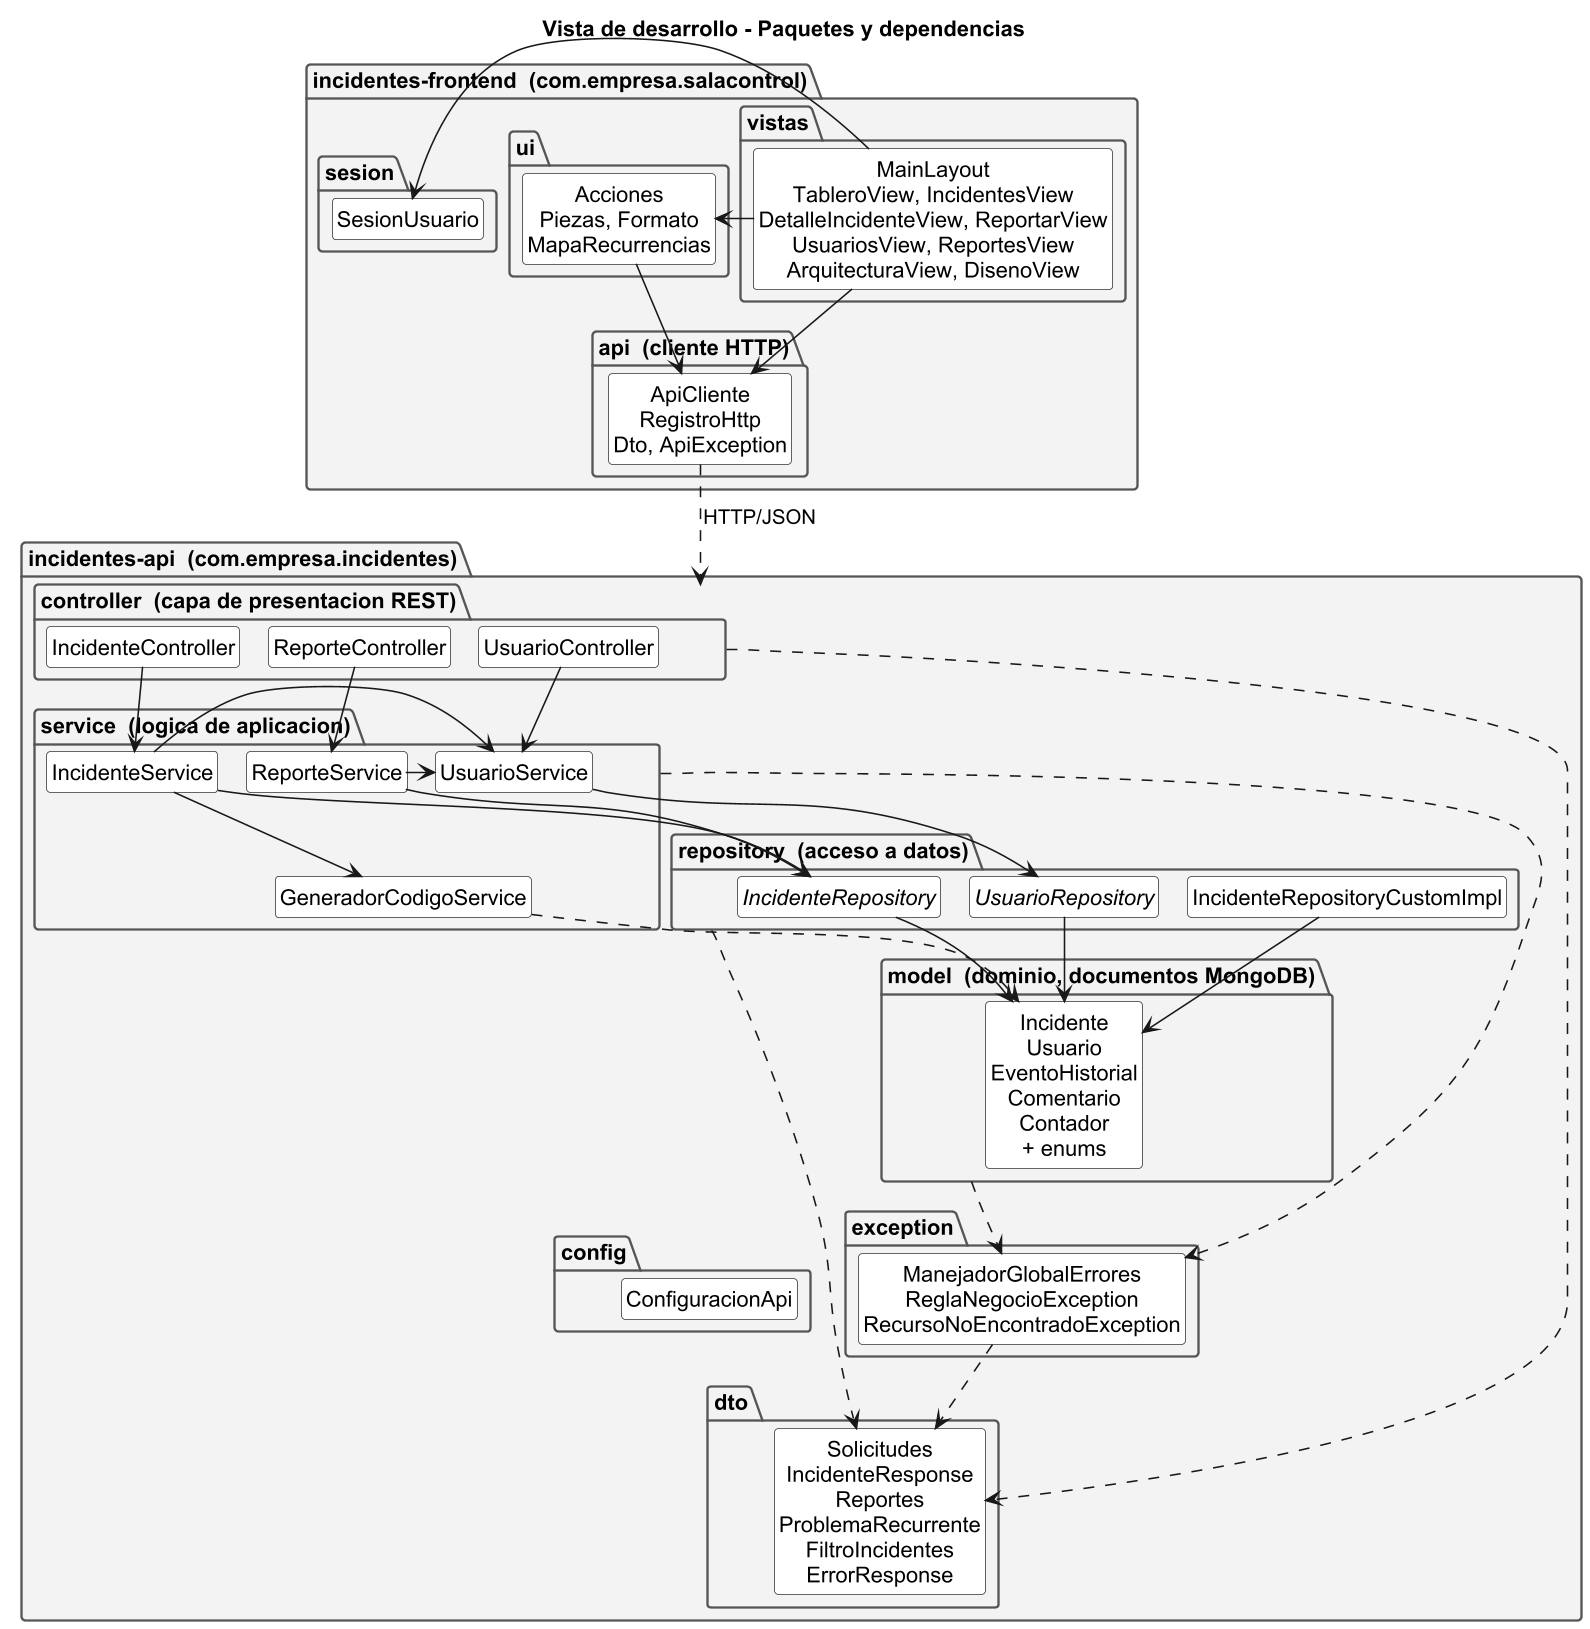 Vista de desarrollo - Paquetes y dependencias
incidentes-frontend (com.empresa.salacontrol)
vistas
ui
sesion
MainLayout
TableroView, IncidentesView
DetalleIncidenteView, ReportarView
UsuariosView, ReportesView
ArquitecturaView, DisenoView
Acciones
Piezas, Formato
MapaRecurrencias
SesionUsuario
api (cliente HTTP)
ApiCliente
RegistroHttp
Dto, ApiException
HTTP/JSON
incidentes-api (com.empresa.incidentes)
controller (capa de presentacion REST)
IncidenteController
ReporteController
UsuarioController
service (logica de aplicacion)
IncidenteService
ReporteService
UsuarioService
GeneradorCodigoService
repository (acceso a datos)
IncidenteRepository
UsuarioRepository
IncidenteRepositoryCustomImpl
model (dominio, documentos MongoDB)
Incidente
Usuario
EventoHistorial
Comentario
Contador
+ enums
exception
ManejadorGlobalErrores
ReglaNegocioException
RecursoNoEncontradoException
config
ConfiguracionApi
dto
Solicitudes
IncidenteResponse
Reportes
ProblemaRecurrente
FiltroIncidentes
ErrorResponse